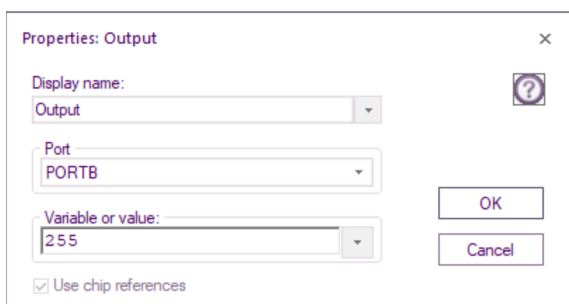 Properties: Output
Display name:
Output
Port
PORTB
OK
Variable or value:
255
Cancel
Use chip references